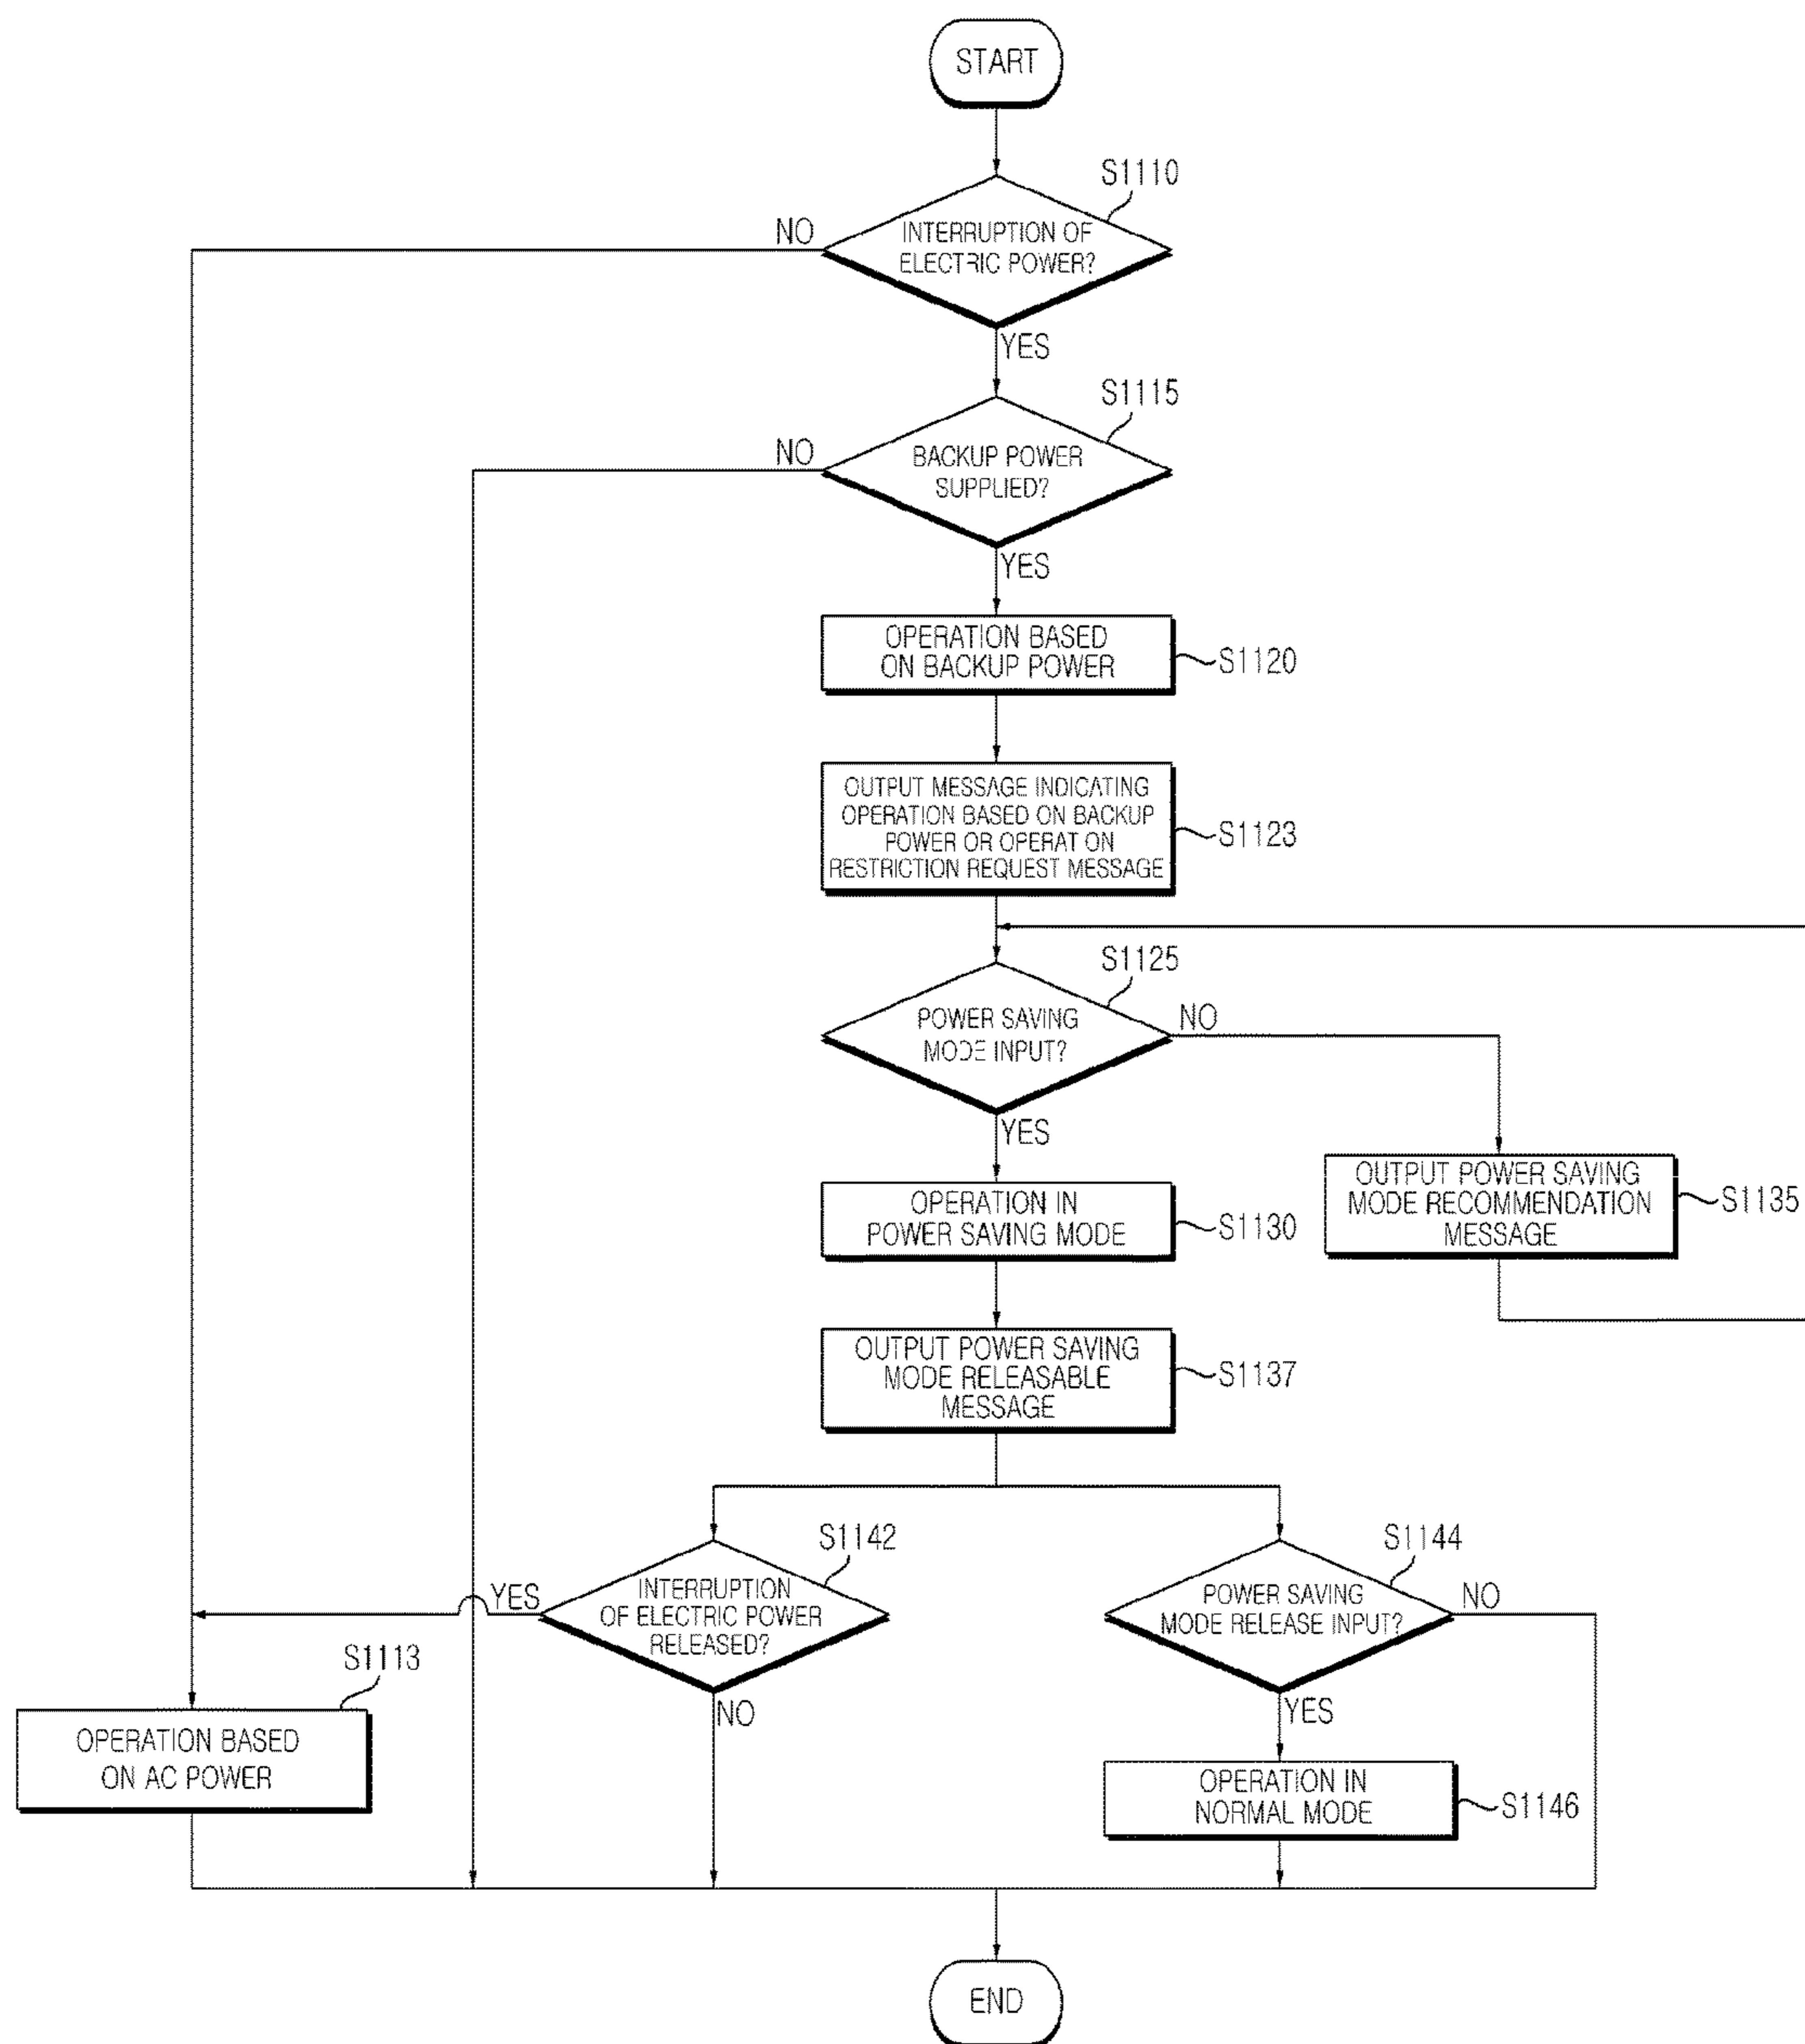 START
S1110
NO
INTERRUPTION OF
ELECTRIC POWER?
YES
S1115
NO
BACKUP POWER
SUPPLIED?
YES
OPERATION BASED
ON BACKUP POWER
S1120
OUTPUT MESSAGE INDICATING
OPERATION BASED ON BACKUP
POWER OR OPERAT ON
RESTRICTION REQUEST MESSAGE
S1123
S1125
POWER SAVING
MODE INPUT?
NO
YES
OPERATION IN
POWER SAVING MODE
S1130
OUTPUT POWER SAVING
MODE RECOMMENDATION
MESSAGE
S1135
OUTPUT POWER SAVING
MODE RELEASABLE
MESSAGE
S1137
S1142
YES
INTERRUPTION
OF ELECTRIC POWER
RELEASED?
NO
S1144
POWER SAVING
MODE RELEASE INPUT?
NO
YES
S1113
OPERATION BASED
ON AC POWER
OPERATION IN
NORMAL MODE
S1146
END